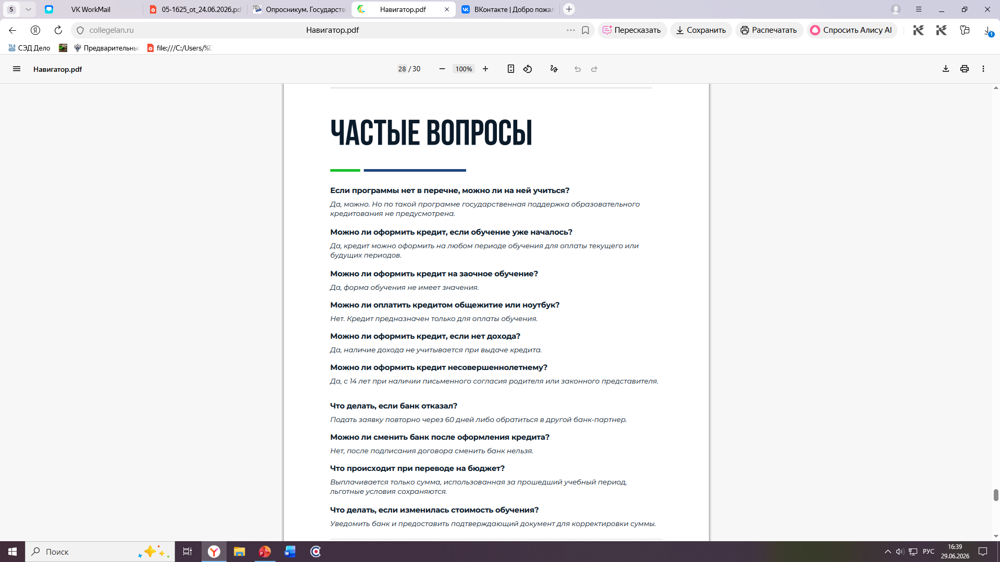 5
VK WorkMail
05-1625_ot_24.06.2026.pd
Опросникум. Государств
Навигатор.pdf
ВКонтакте | Добро пожал
collegelan.ru
Навигатор.pdf
Пересказать
Сохранить
Распечатать
Спросить Алису AI
1
TLS
СЭД Дело
Предварительны
file:///C:/Users/%D
Навигатор.pdf
28 / 30
100%
ЧАСТЫЕ ВОПРОСЫ
Если программы нет в перечне, можно ли на ней учиться?
Да, можно. Но по такой программе государственная поддержка образовательного
кредитования не предусмотрена.
Можно ли оформить кредит, если обучение уже началось?
Да, кредит можно оформить на любом периоде обучения для оплаты текущего или
будущих периодов.
Можно ли оформить кредит на заочное обучение?
Да, форма обучения не имеет значения.
Можно ли оплатить кредитом общежитие или ноутбук?
Нет. Кредит предназначен только для оплаты обучения.
Можно ли оформить кредит, если нет дохода?
Да, наличие дохода не учитывается при выдаче кредита.
Можно ли оформить кредит несовершеннолетнему?
Да, с 14 лет при наличии письменного согласия родителя или законного представителя.
Что делать, если банк отказал?
Подать заявку повторно через 60 дней либо обратиться в другой банк-партнер.
Можно ли сменить банк после оформления кредита?
Нет, после подписания договора сменить банк нельзя.
Что происходит при переводе на бюджет?
Выплачивается только сумма, использованная за прошедший учебный период,
льготные условия сохраняются.
Что делать, если изменилась стоимость обучения?
Уведомить банк и предоставить подтверждающий документ для корректировки суммы.
Поиск
РУС
16:39
29.06.2026